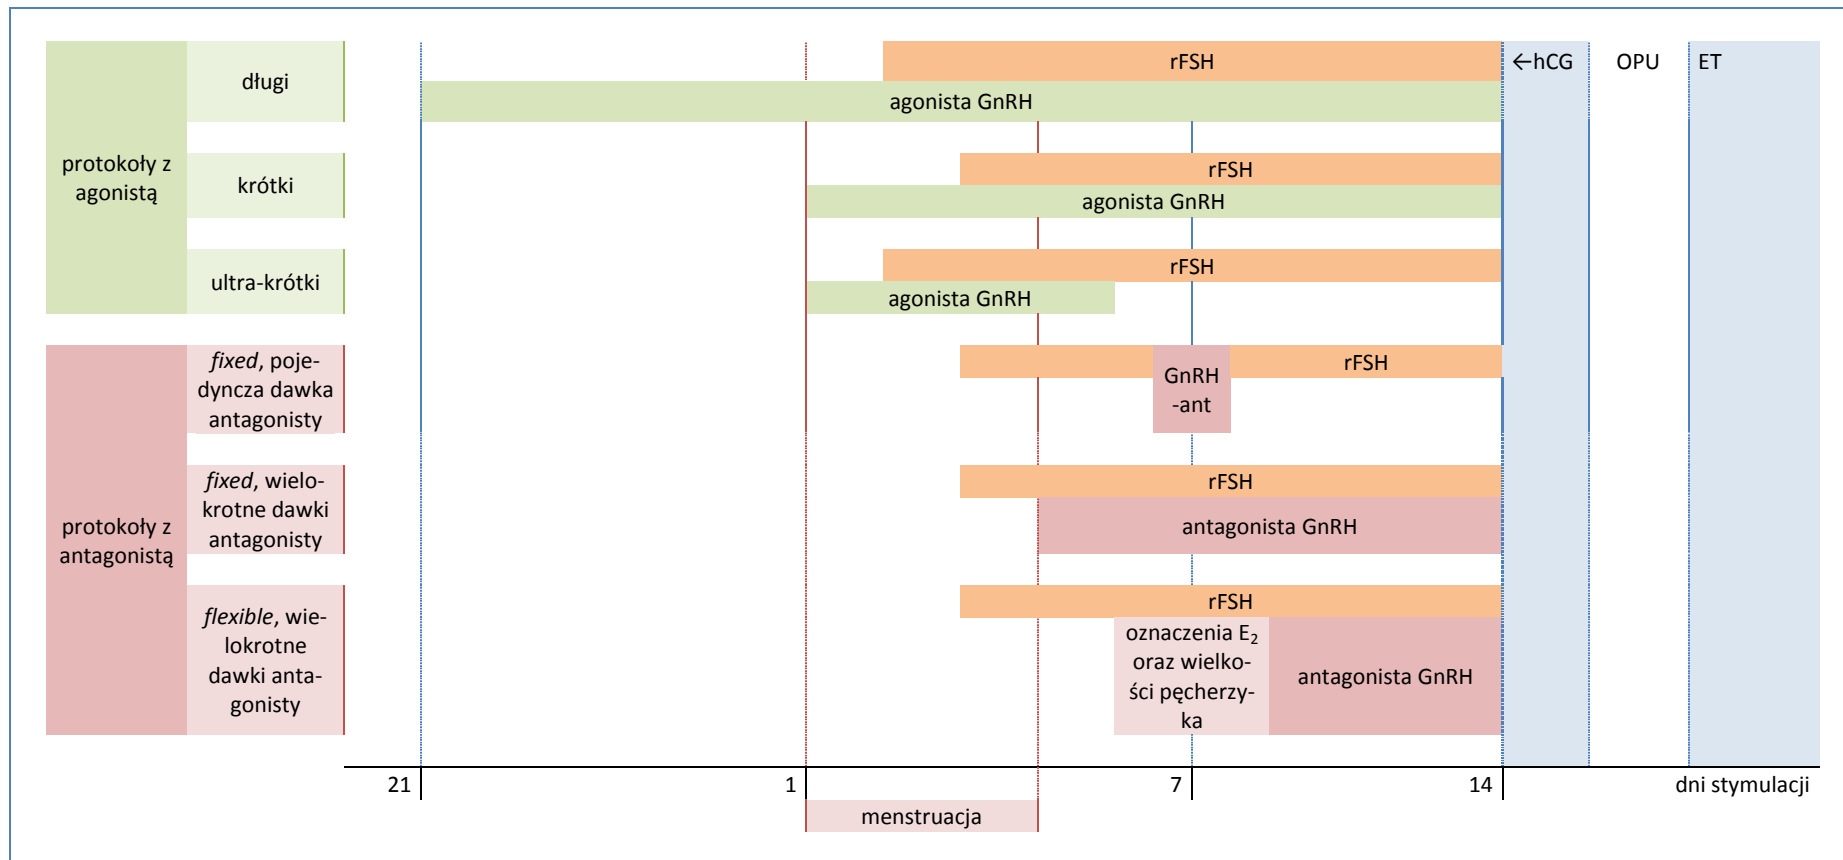 rFSH
←hCG
OPU
ET
długi
agonista GnRH
protokoły z
agonistą
krótki
rFSH
agonista GnRH
ultra-krótki
rFSH
agonista GnRH
fixed, poje-
dyncza dawka
antagonisty
rFSH
GnRH
-ant
protokoły z
antagonistą
fixed, wielo-
krotne dawki
antagonisty
rFSH
antagonista GnRH
flexible, wie-
lokrotne
dawki anta-
gonisty
rFSH
oznaczenia E₂
oraz wielko-
ści pęcherzy-
ka
antagonista GnRH
21
1
7
14
dni stymulacji
menstruacja